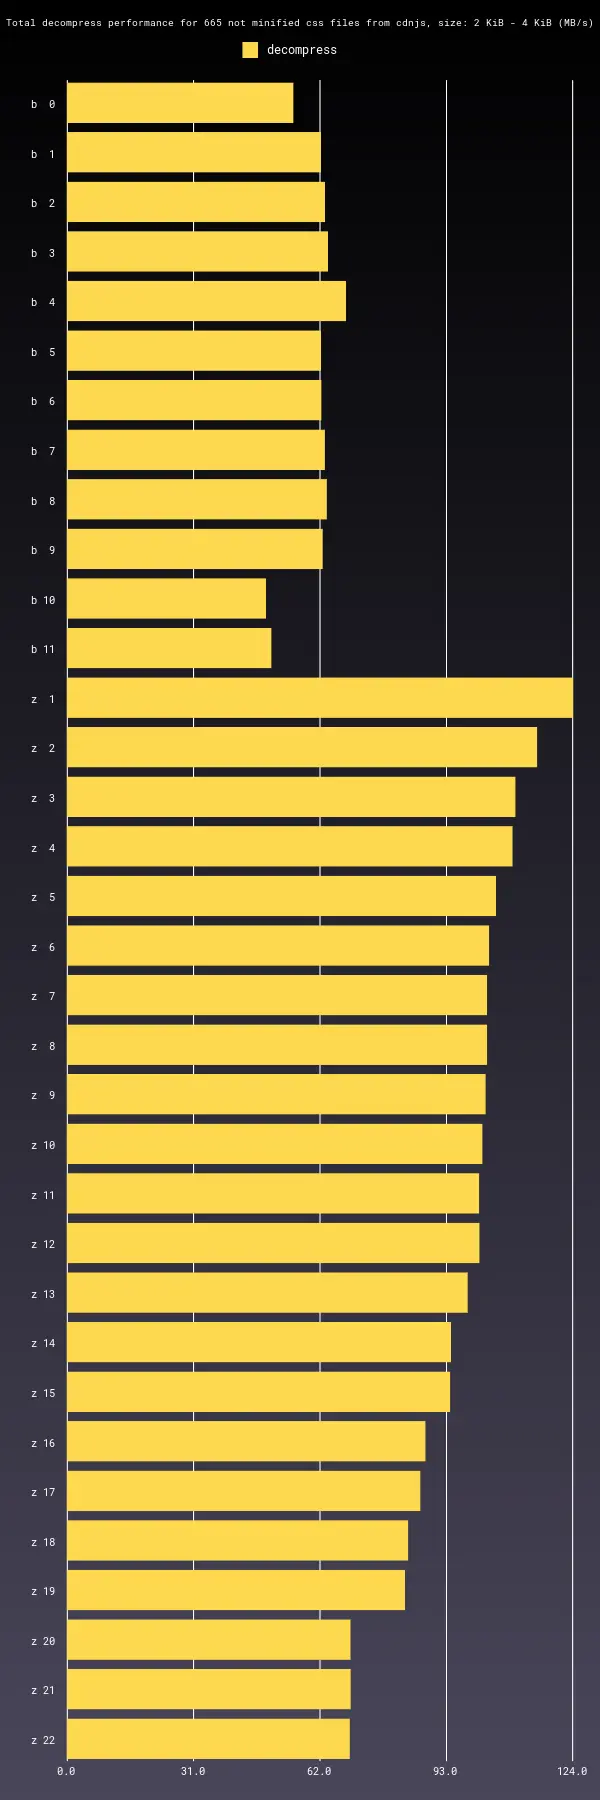 Total decompress performance for 665 not minified css files from cdnjs, size: 2 KiB - 4 KiB (MB/s)
decompress
b  0
b  1
b  2
b  3
b  4
b  5
b  6
b  7
b  8
b  9
b 10
b 11
z  1
z  2
z  3
z  4
z  5
z  6
z  7
z  8
z  9
z 10
z 11
z 12
z 13
z 14
z 15
z 16
z 17
z 18
z 19
z 20
z 21
z 22
0.0 31.0 62.0 93.0 124.0